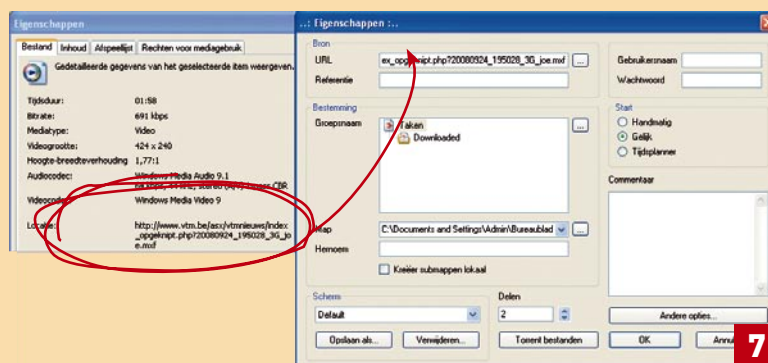 Eigenschappen
Bestand Inhoud Afspeellijst Rechten voor mediagebruik
Gedetailleerde gegevens van het geselecteerde item weergeven.
Tijdsduur: 01:58
Bitrate: 691 kbps
Mediatype: Video
Videogrootte: 424 x 240
Hoogte-breedteverhouding 1,77:1
Audiocodec: Windows Media Audio 9.1
44 kHz, stereo CBR
Videocodec: Windows Media Video 9
Locatie: http://www.vtm.be/asx/vtmnieuws/index
_opgeknipt.php?20080924_195028_3G_jo
e.mxf
..: Eigenschappen :..
Bron
URL ex_opgeknipt.php?20080924_195028_3G_joe.mxf ...
Referentie
Bestemming
Groepsnaam Taken ...
Downloaded
Map C:\Documents and Settings\Admin\Bureaublad ...
Hernoem
Kreëer submappen lokaal
Schema
Default
Opslaan als... Verwijderen...
Delen
2
Torrent bestanden
Gebruikersnaam
Wachtwoord
Start
Handmatig
Gelijk
Tijdsplanner
Commentaar
Andere opties...
OK
7